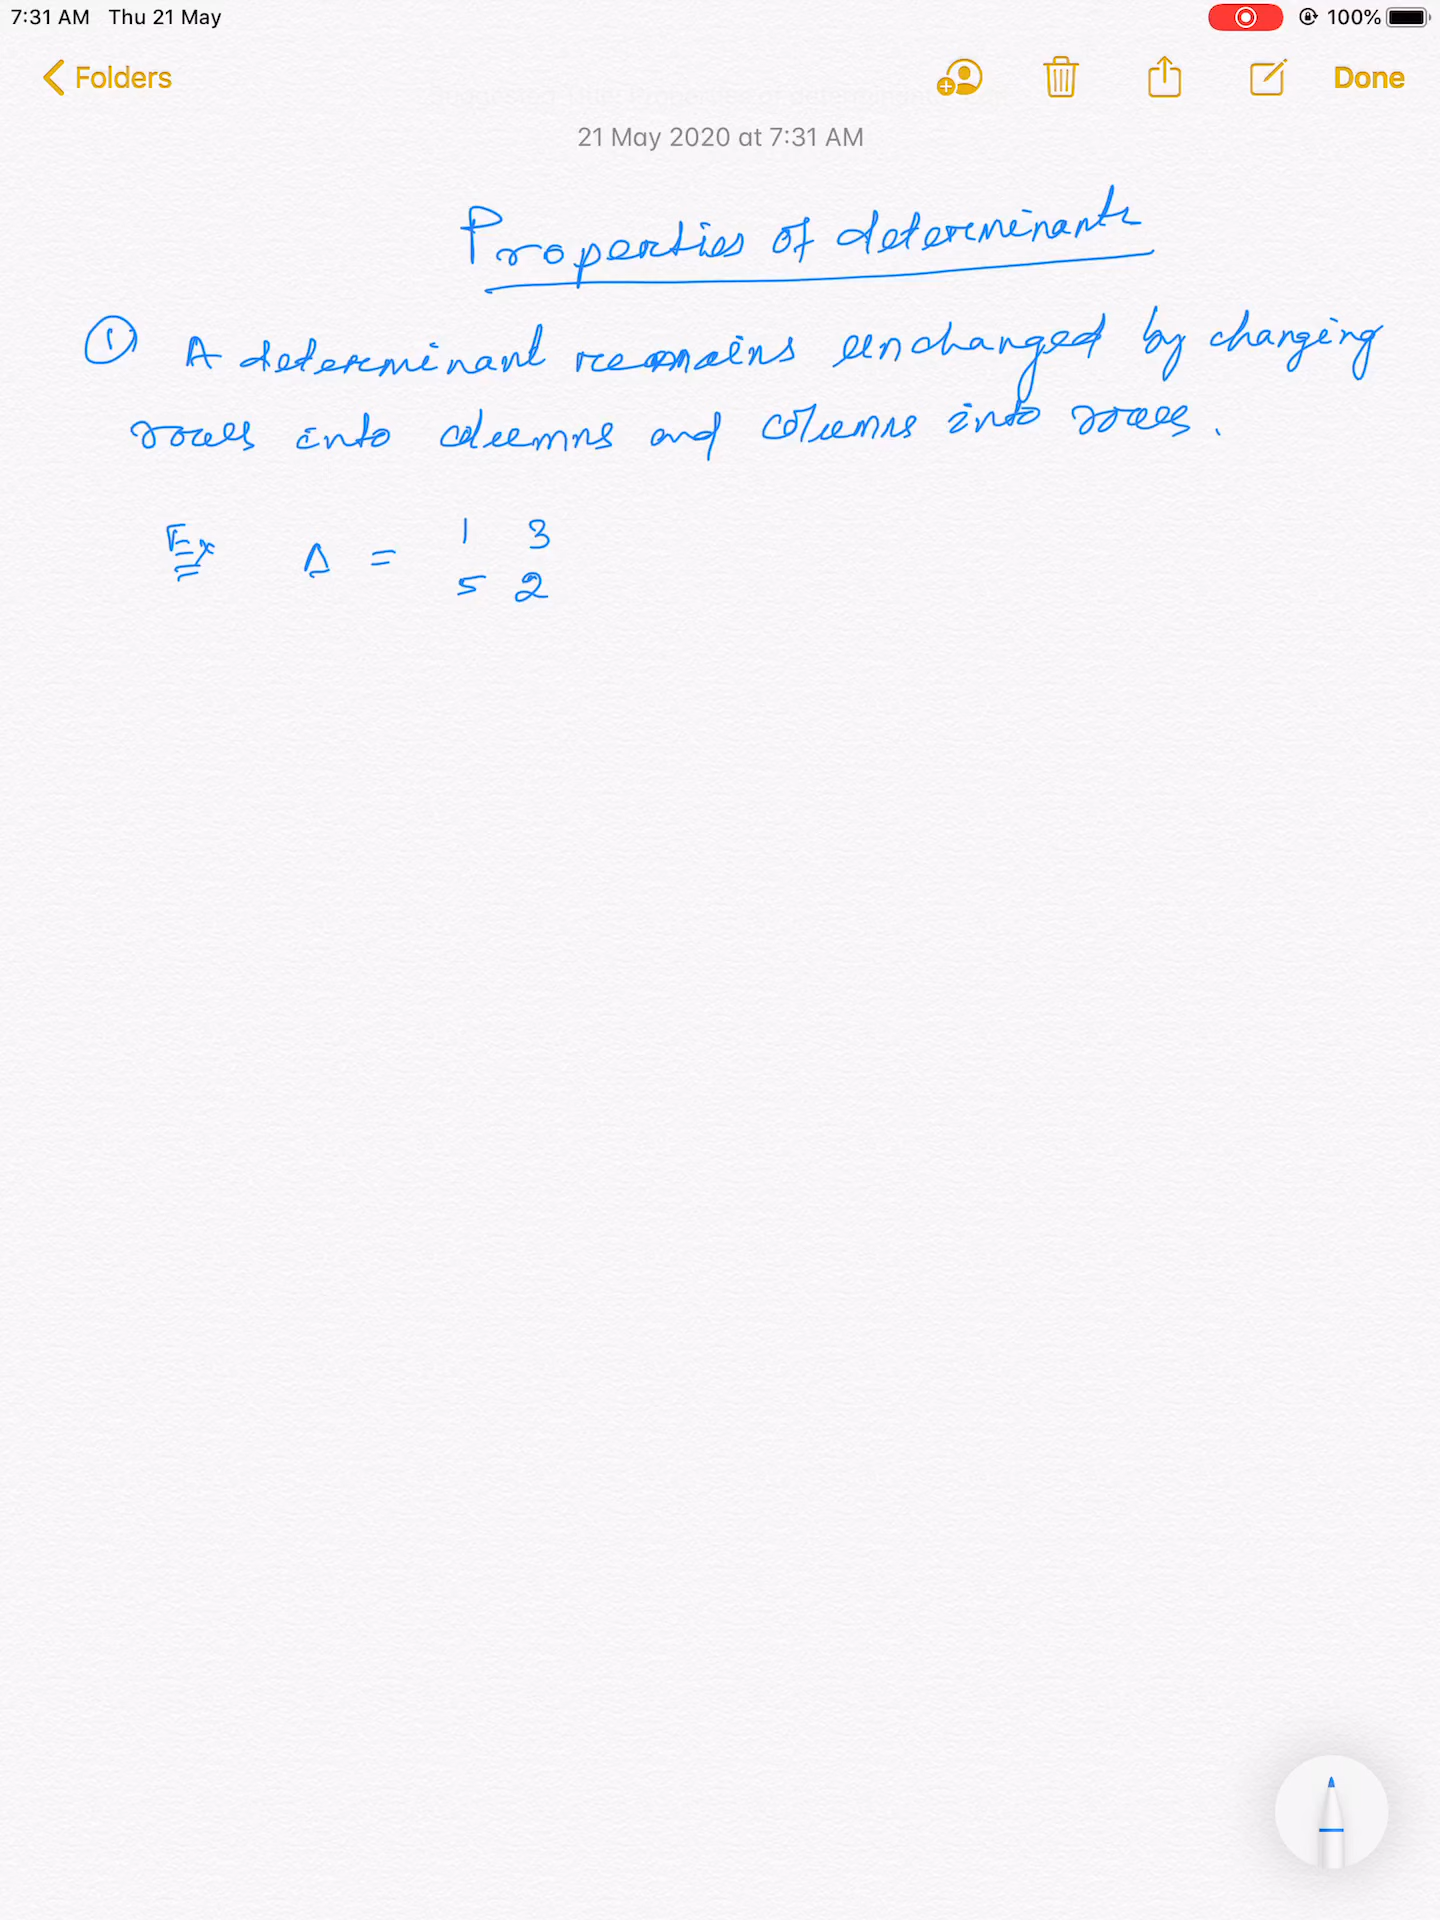 7:31 AM Thu 21 May
100%
Folders
Done
21 May 2020 at 7:31 AM
Properties of determinants
① A determinant remains unchanged by changing
rows into columns and columns into rows.
Ex Δ = 1 3
5 2